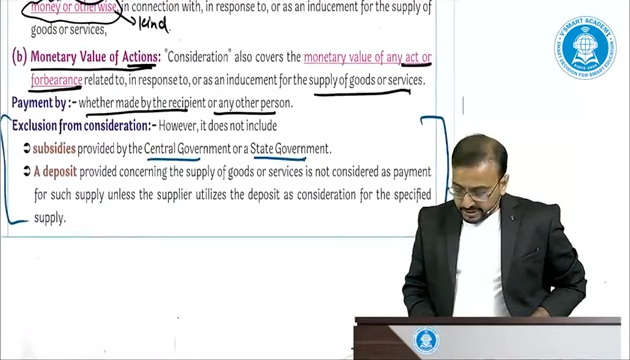 money or otherwise, in connection with, in response to, or as an inducement for the supply of
goods or services,
kind
(b) Monetary Value of Actions: "Consideration" also covers the monetary value of any act or
forbearance related to, in response to, or as an inducement for the supply of goods or services.
Payment by :- whether made by the recipient or any other person.
Exclusion from consideration:- However, it does not include
➲ subsidies provided by the Central Government or a State Government.
➲ A deposit provided concerning the supply of goods or services is not considered as payment
for such supply unless the supplier utilizes the deposit as consideration for the specified
supply.
V'SMART ACADEMY